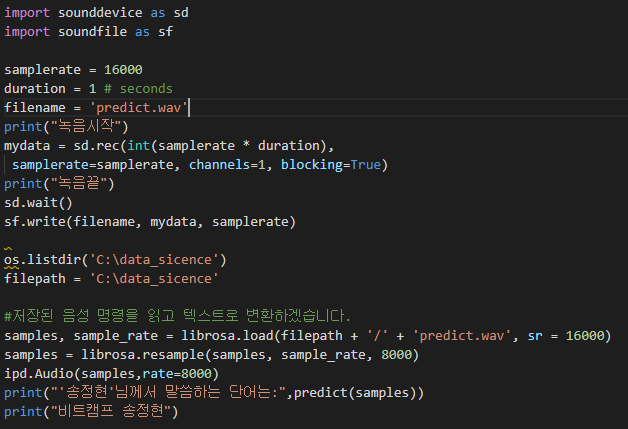 import sounddevice as sd
import soundfile as sf
samplerate = 16000
duration = 1 # seconds
filename = 'predict.wav'
print("녹음시작")
mydata = sd.rec(int(samplerate * duration),
samplerate=samplerate, channels=1, blocking=True)
print("녹음끝")
sd.wait()
sf.write(filename, mydata, samplerate)
os.listdir('C:\data_sicence')
filepath = 'C:\data_sicence'
#저장된 음성 명령을 읽고 텍스트로 변환하겠습니다.
samples, sample_rate = librosa.load(filepath + '/' + 'predict.wav', sr = 16000)
samples = librosa.resample(samples, sample_rate, 8000)
ipd.Audio(samples,rate=8000)
print("'송정현'님께서 말씀하는 단어는:",predict(samples))
print("비트캠프 송정현")